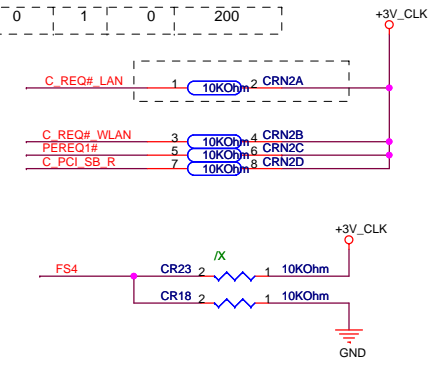 0 1 0 200
+3V_CLK
C_REQ#_LAN 1 10KOhm 2 CRN2A
C_REQ#_WLAN 3 10KOhm 4 CRN2B
PEREQ1# 5 10KOhm 6 CRN2C
C_PCI_SB_R 7 10KOhm 8 CRN2D
+3V_CLK
/X
FS4 CR23 2 1 10KOhm
CR18 2 1 10KOhm
GND